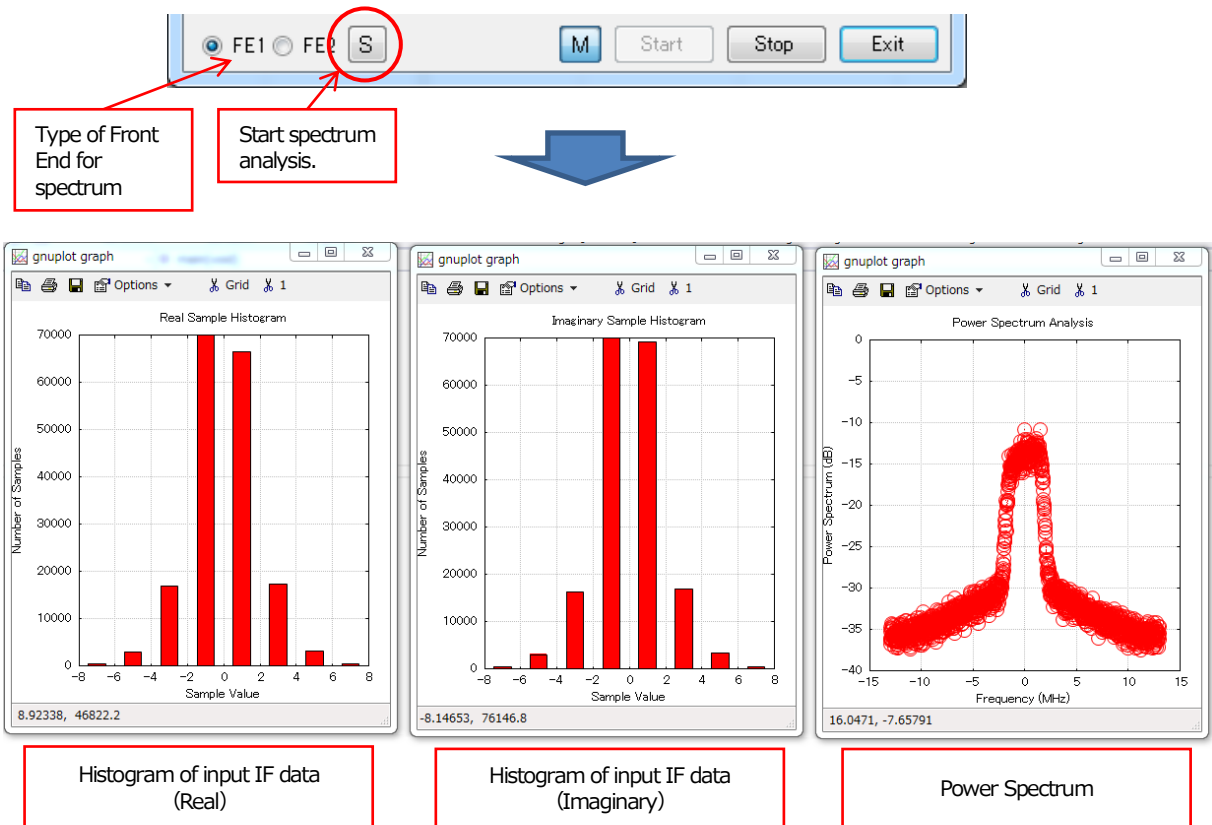 FE1 FE2 S M Start Stop Exit
Type of Front
End for
spectrum
Start spectrum
analysis.
gnuplot graph
Options Grid 1
Real Sample Histogram
70000
60000
50000
40000
30000
20000
10000
0
Number of Samples
-8 -6 -4 -2 0 2 4 6 8
Sample Value
8.92338, 46822.2
Histogram of input IF data
(Real)
gnuplot graph
Options Grid 1
Imaginary Sample Histogram
70000
60000
50000
40000
30000
20000
10000
0
Number of Samples
-8 -6 -4 -2 0 2 4 6 8
Sample Value
-8.14653, 76146.8
Histogram of input IF data
(Imaginary)
gnuplot graph
Options Grid 1
Power Spectrum Analysis
0
-5
-10
-15
-20
-25
-30
-35
-40
Power Spectrum (dB)
-15 -10 -5 0 5 10 15
Frequency (MHz)
16.0471, -7.65791
Power Spectrum